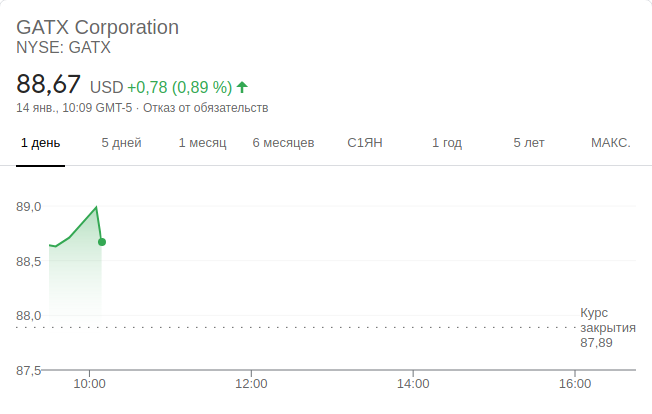 GATX Corporation
NYSE: GATX
88,67 USD +0,78 (0,89 %)
14 янв., 10:09 GMT-5 · Отказ от обязательств
1 день 5 дней 1 месяц 6 месяцев С1ЯН 1 год 5 лет МАКС.
89,0
88,5
88,0
Курс
закрытия
87,89
87,5
10:00 12:00 14:00 16:00